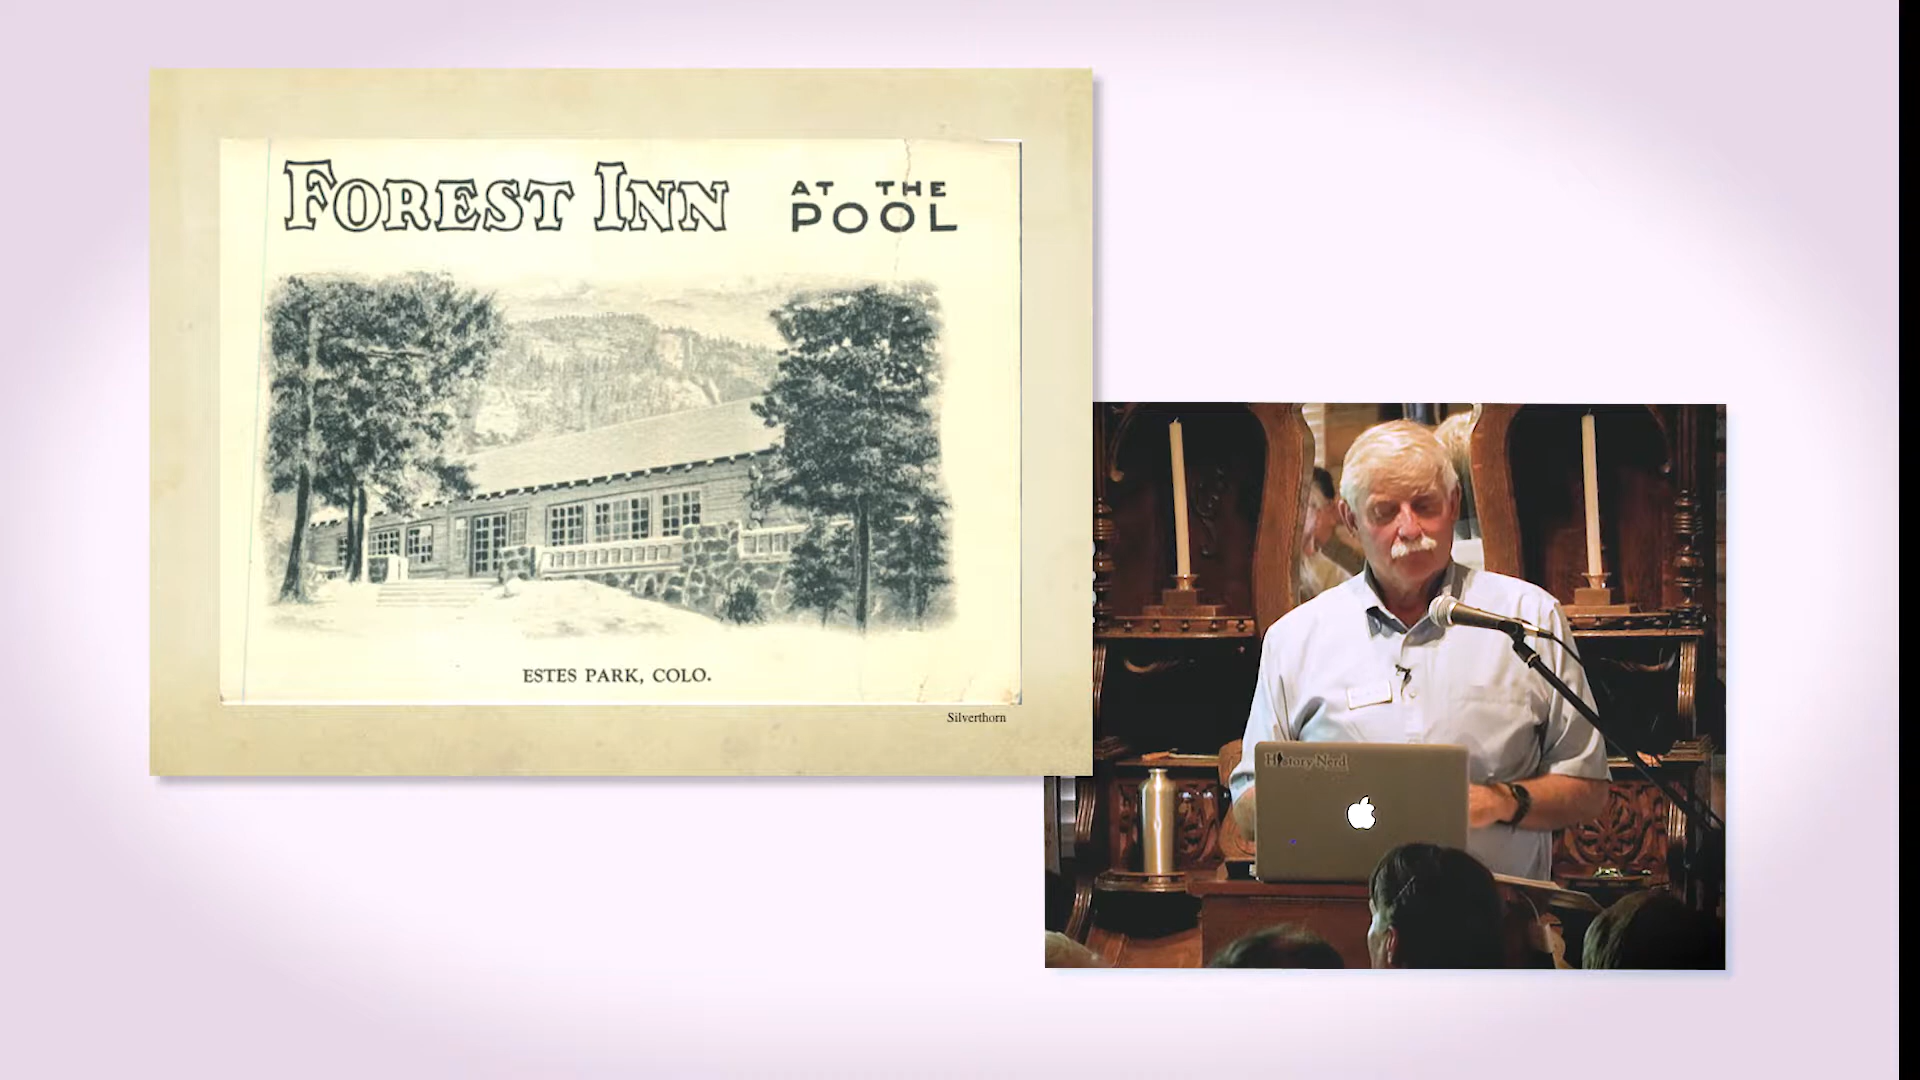 FOREST INN
AT THE
POOL
ESTES PARK, COLO.
Silverthorn
History Nerd